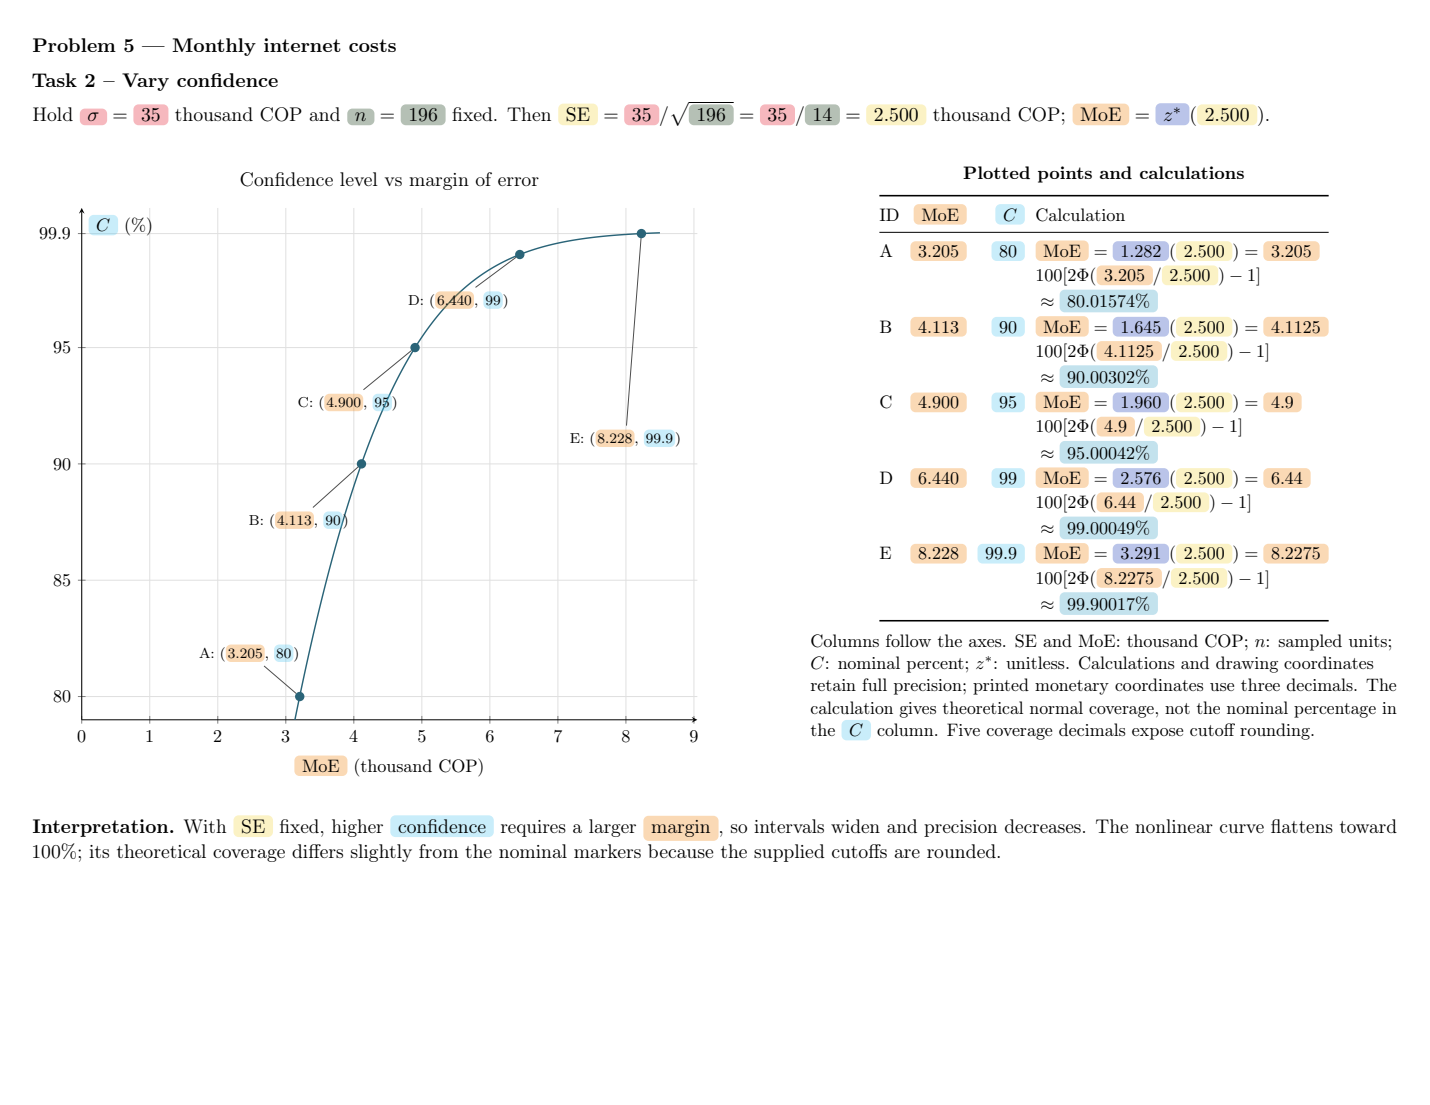 Problem 5 — Monthly internet costs
Task 2 – Vary confidence
Hold σ = 35 thousand COP and n = 196 fixed. Then SE = 35/√196 = 35/14 = 2.500 thousand COP; MoE = z*(2.500).
Confidence level vs margin of error
C (%)
99.9
95
90
85
80
D: (6.440, 99)
C: (4.900, 95)
E: (8.228, 99.9)
B: (4.113, 90)
A: (3.205, 80)
0 1 2 3 4 5 6 7 8 9
MoE (thousand COP)
Plotted points and calculations
ID MoE C Calculation
A 3.205 80 MoE = 1.282(2.500) = 3.205
100[2Φ(3.205/2.500) − 1]
≈ 80.01574%
B 4.113 90 MoE = 1.645(2.500) = 4.1125
100[2Φ(4.1125/2.500) − 1]
≈ 90.00302%
C 4.900 95 MoE = 1.960(2.500) = 4.9
100[2Φ(4.9/2.500) − 1]
≈ 95.00042%
D 6.440 99 MoE = 2.576(2.500) = 6.44
100[2Φ(6.44/2.500) − 1]
≈ 99.00049%
E 8.228 99.9 MoE = 3.291(2.500) = 8.2275
100[2Φ(8.2275/2.500) − 1]
≈ 99.90017%
Columns follow the axes. SE and MoE: thousand COP; n: sampled units;
C: nominal percent; z*: unitless. Calculations and drawing coordinates
retain full precision; printed monetary coordinates use three decimals. The
calculation gives theoretical normal coverage, not the nominal percentage in
the C column. Five coverage decimals expose cutoff rounding.
Interpretation. With SE fixed, higher confidence requires a larger margin, so intervals widen and precision decreases. The nonlinear curve flattens toward
100%; its theoretical coverage differs slightly from the nominal markers because the supplied cutoffs are rounded.